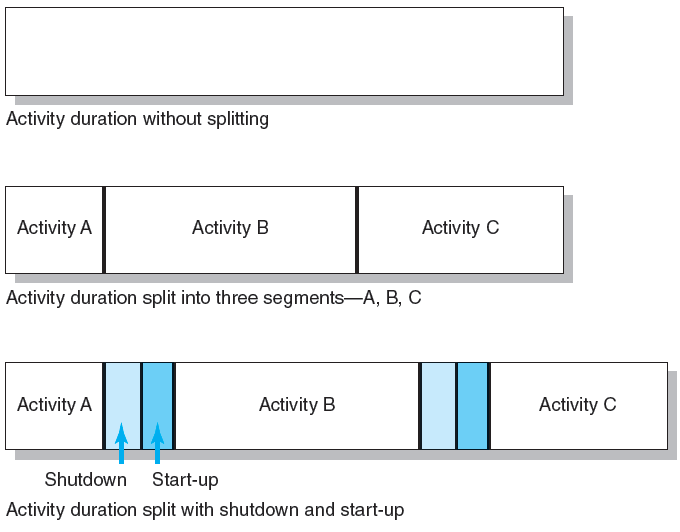 Activity duration without splitting
Activity A Activity B Activity C
Activity duration split into three segments—A, B, C
Activity A Activity B Activity C
Shutdown Start-up
Activity duration split with shutdown and start-up